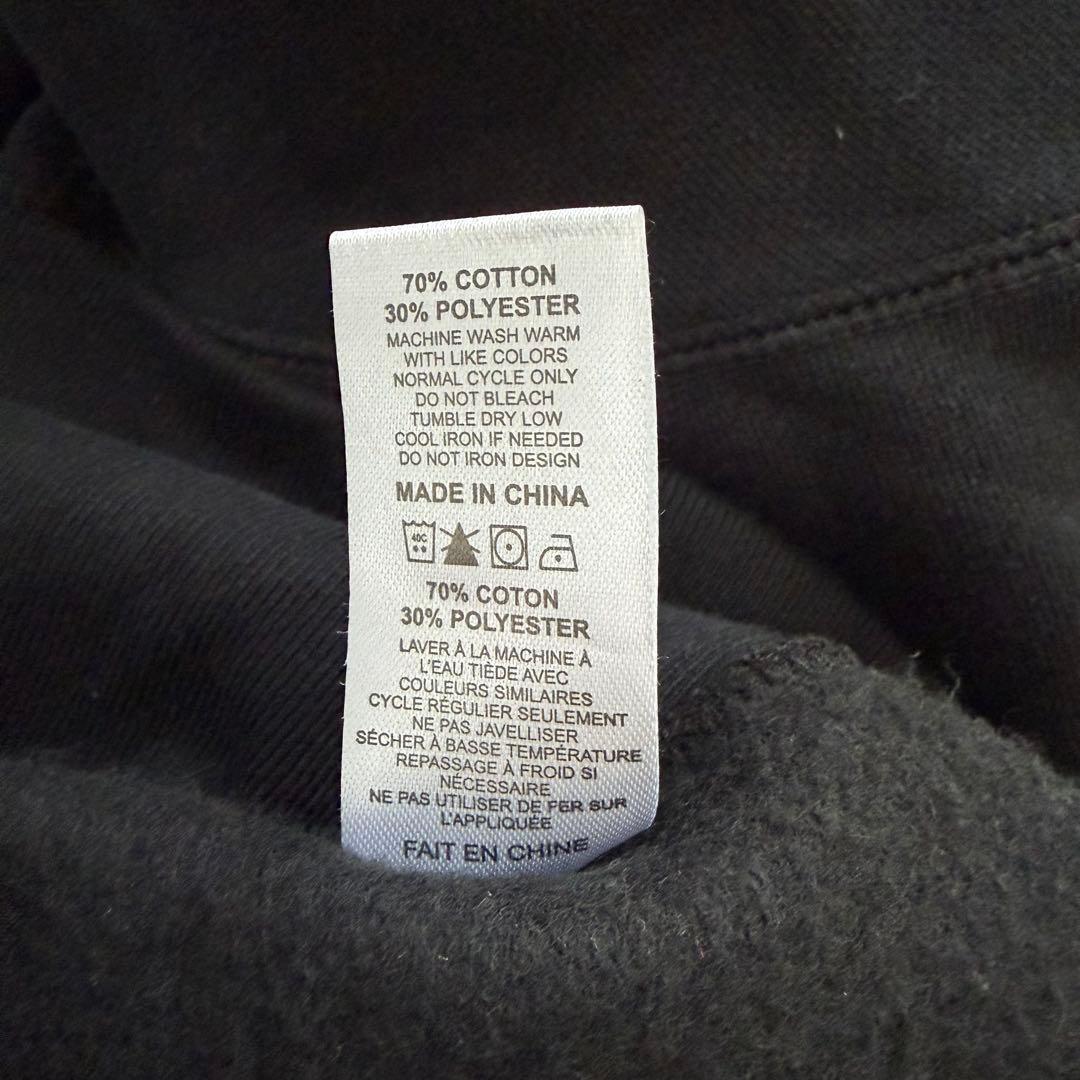 70% COTTON
30% POLYESTER
MACHINE WASH WARM
WITH LIKE COLORS
NORMAL CYCLE ONLY
DO NOT BLEACH
TUMBLE DRY LOW
COOL IRON IF NEEDED
DO NOT IRON DESIGN
MADE IN CHINA
40C
70% COTON
30% POLYESTER
LAVER À LA MACHINE À
L'EAU TIÈDE AVEC
COULEURS SIMILAIRES
CYCLE RÉGULIER SEULEMENT
NE PAS JAVELLISER
SÉCHER À BASSE TEMPÉRATURE
REPASSAGE À FROID SI
NÉCESSAIRE
NE PAS UTILISER DE FER SUR
L'APPLIQUÉE
FAIT EN CHINE